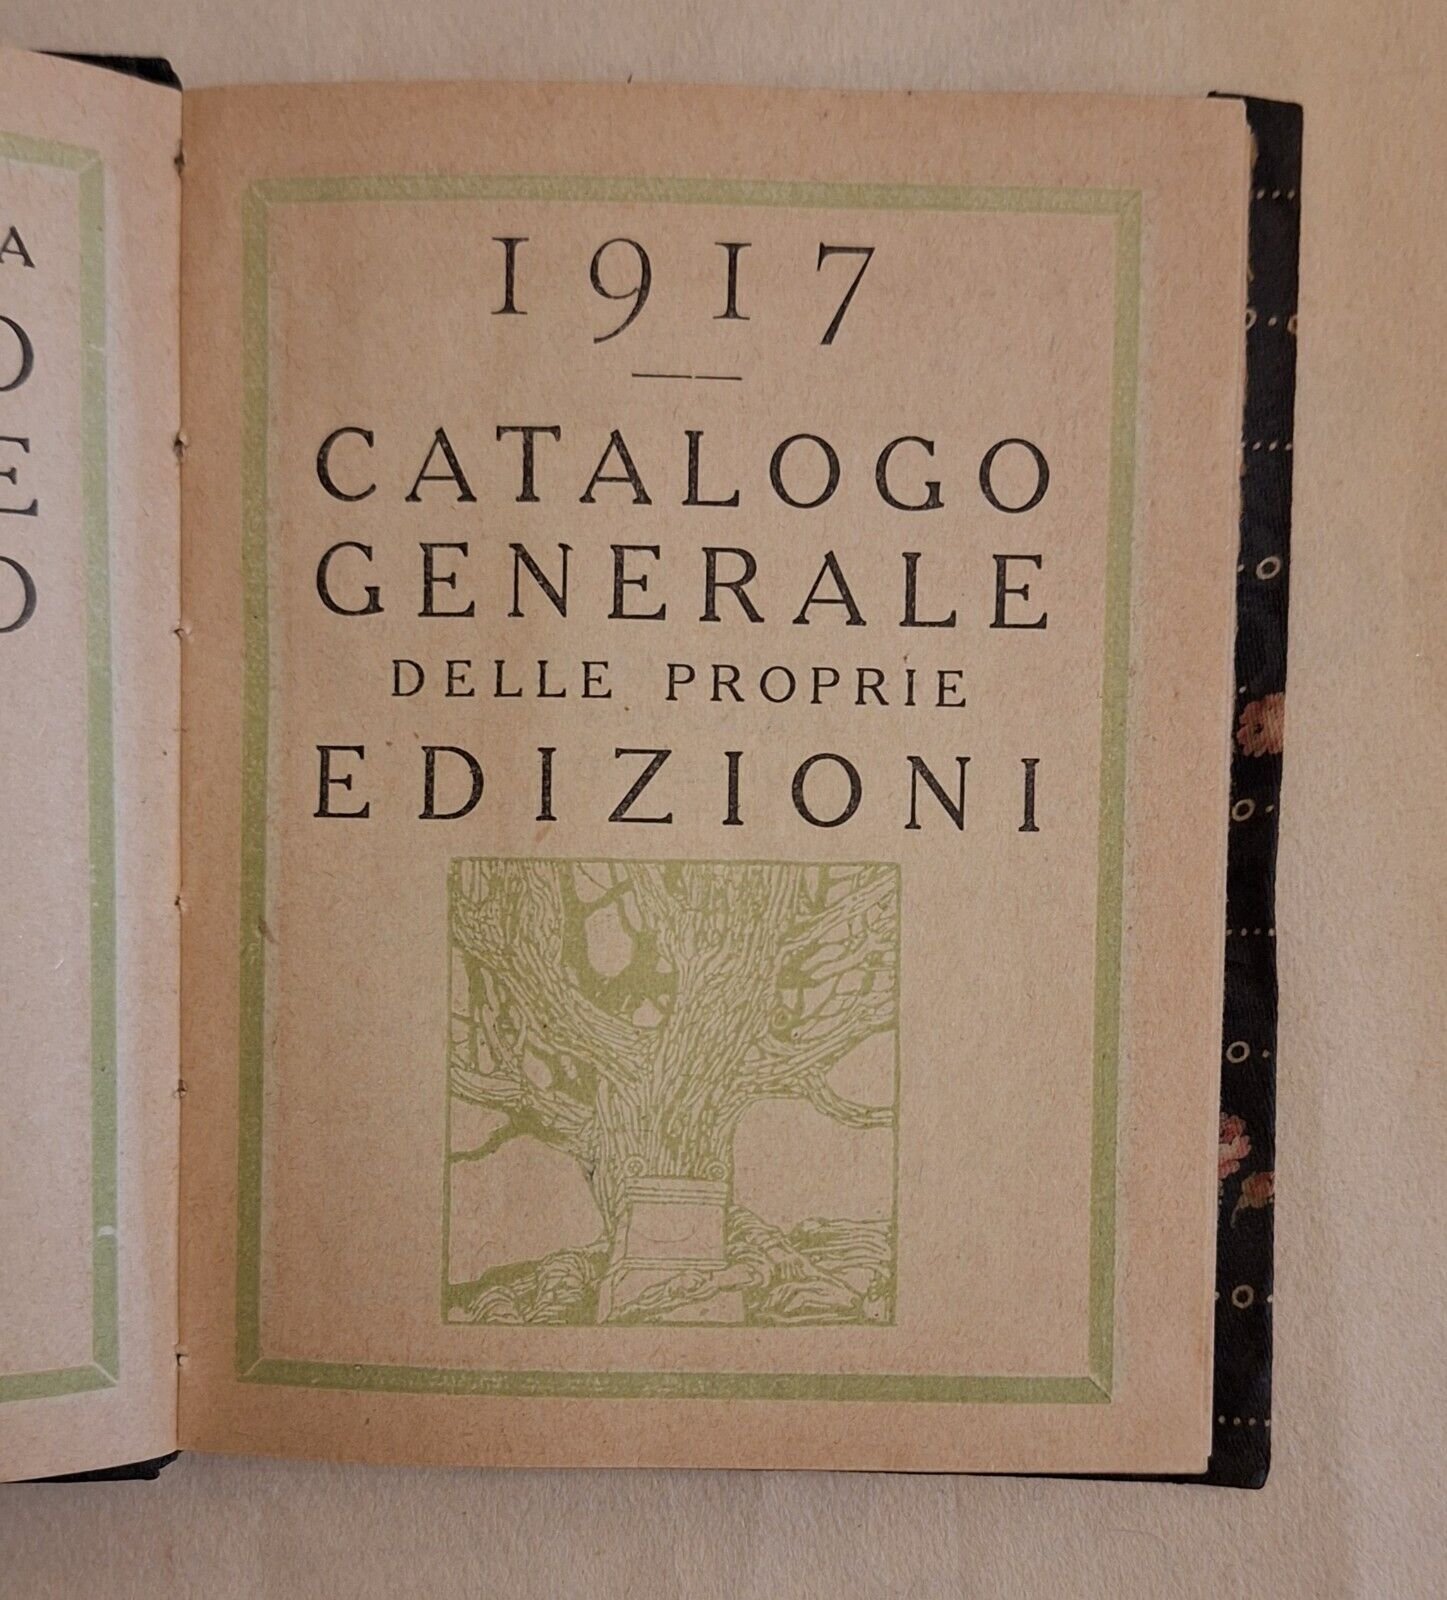 A
O
E
O
1917
CATALOGO
GENERALE
DELLE PROPRIE
EDIZIONI